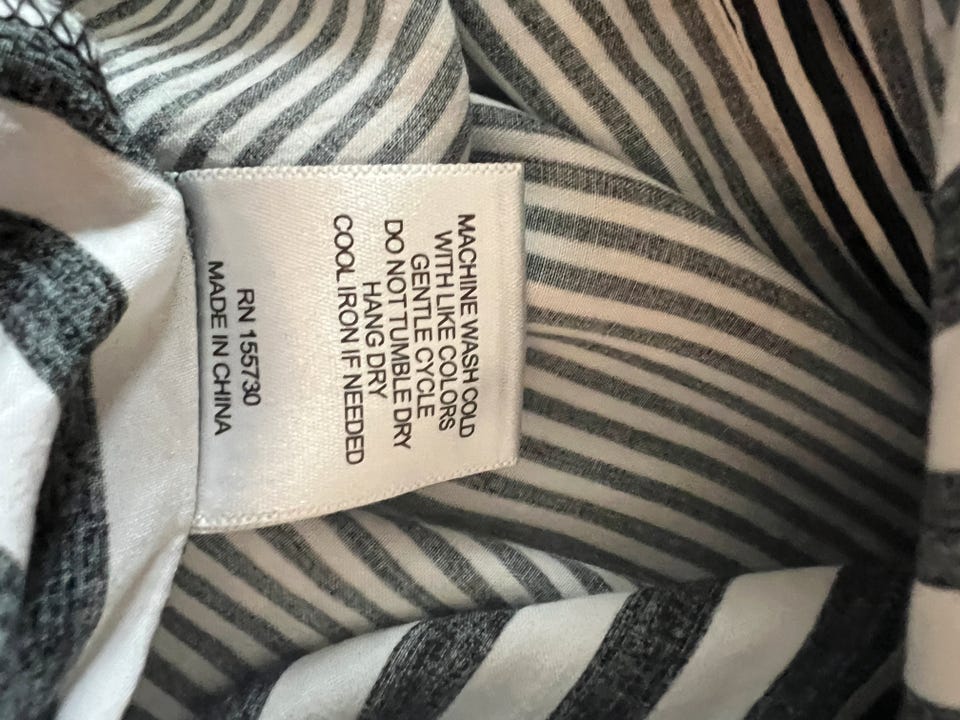 MACHINE WASH COLD
WITH LIKE COLORS
GENTLE CYCLE
DO NOT TUMBLE DRY
HANG DRY
COOL IRON IF NEEDED
RN 155730
MADE IN CHINA